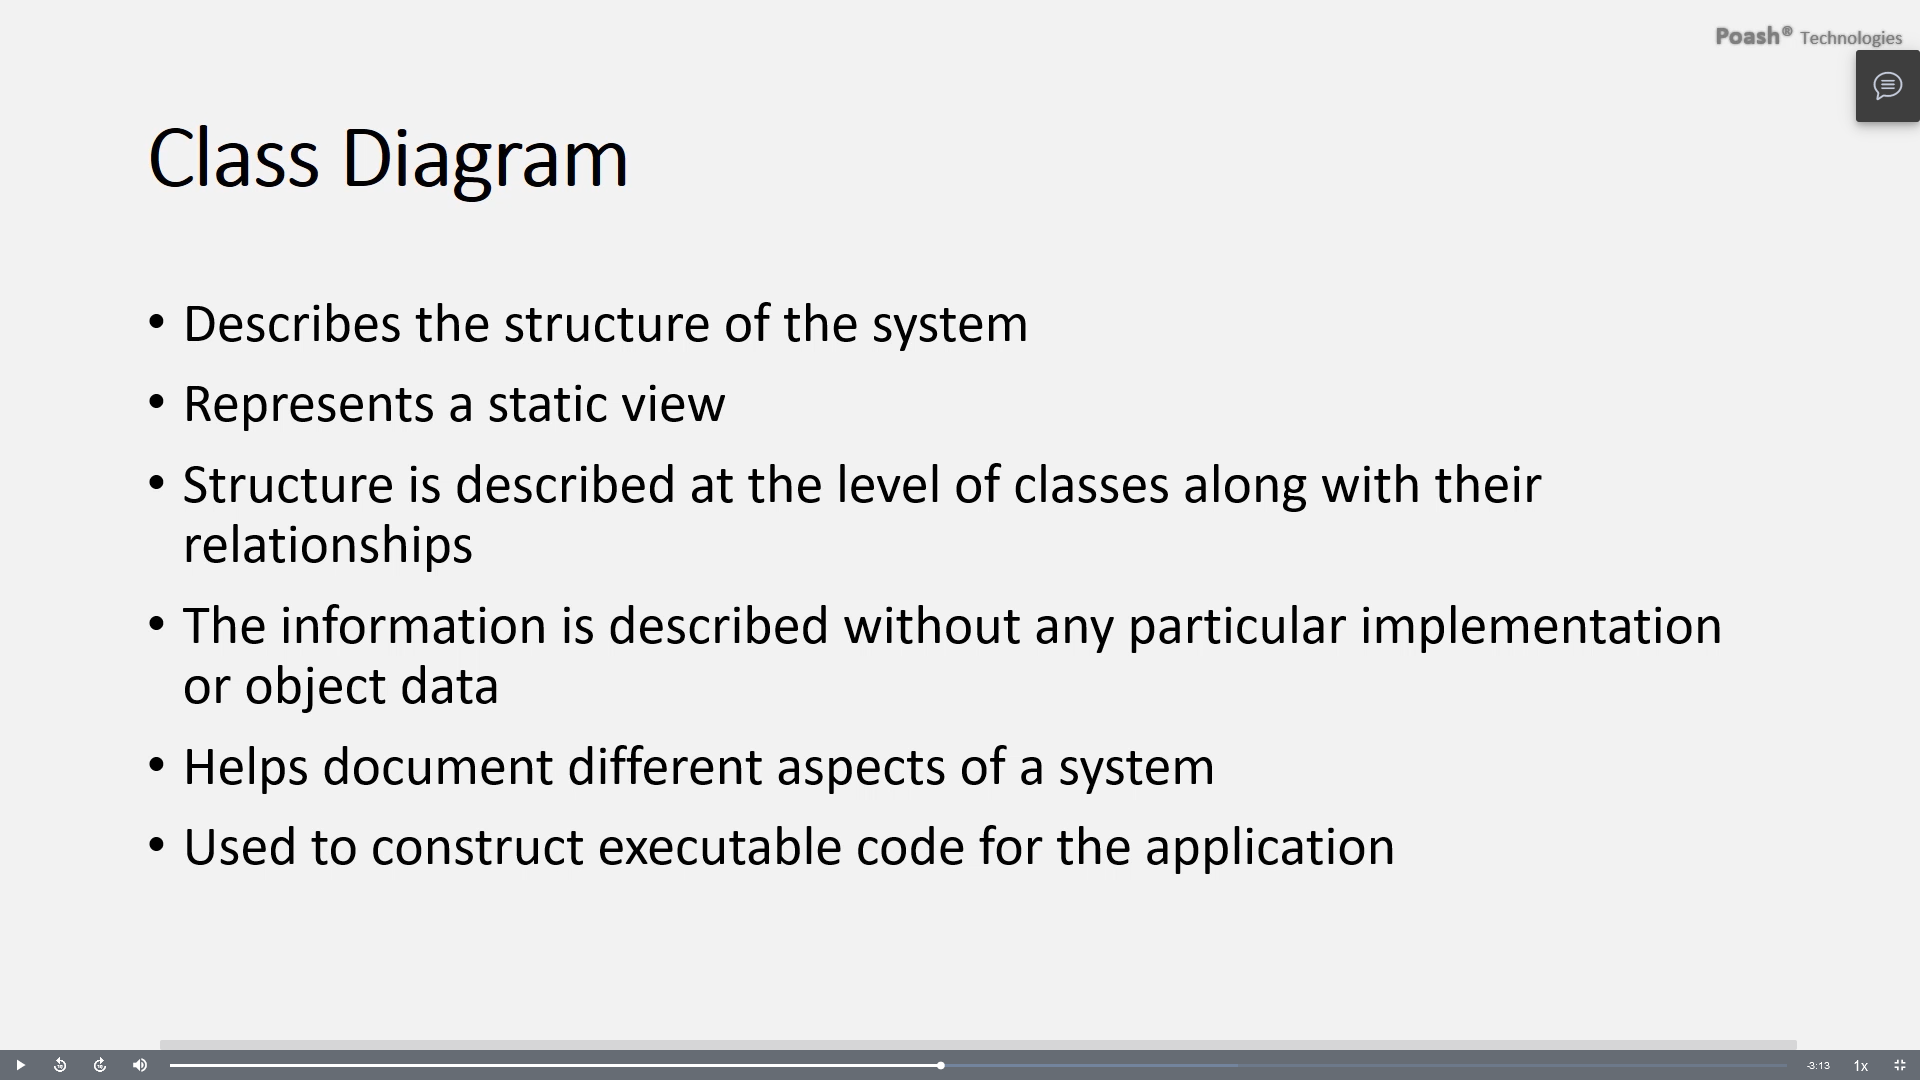 Poash® Technologies
Class Diagram
• Describes the structure of the system
• Represents a static view
• Structure is described at the level of classes along with their
relationships
• The information is described without any particular implementation
or object data
• Helps document different aspects of a system
• Used to construct executable code for the application
-3:13 1x